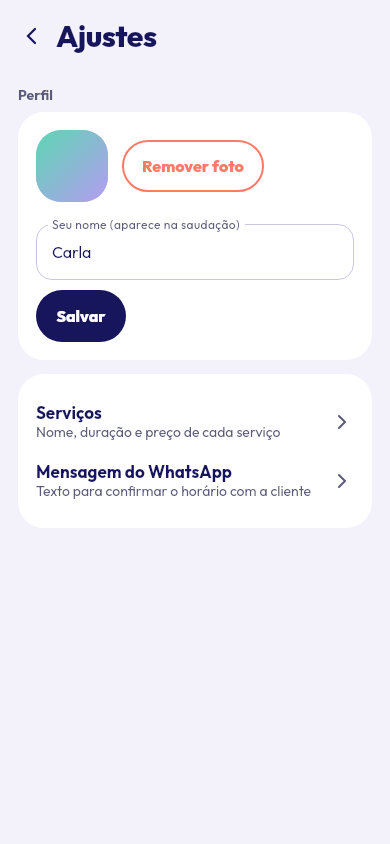 Ajustes
Perfil
Remover foto
Seu nome (aparece na saudação)
Carla
Salvar
Serviços
Nome, duração e preço de cada serviço
Mensagem do WhatsApp
Texto para confirmar o horário com a cliente